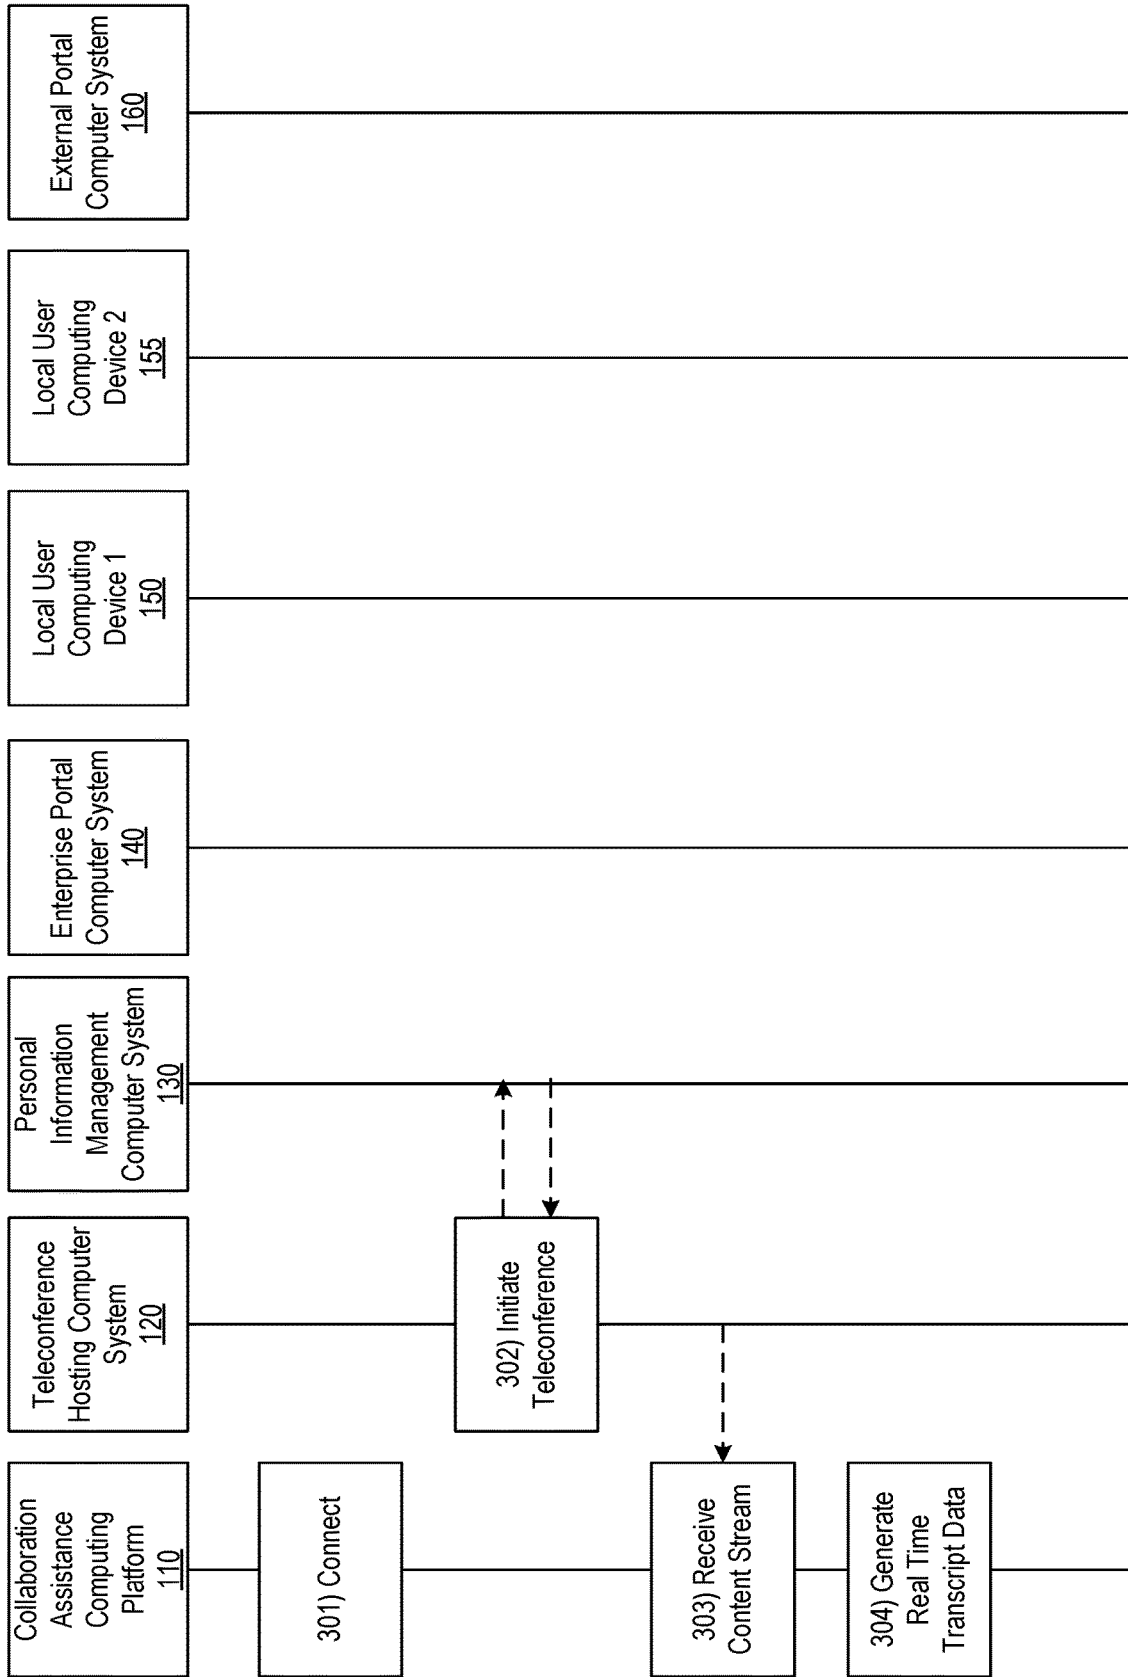 Collaboration
Assistance
Computing
Platform
110
Teleconference
Hosting Computer
System
120
Personal
Information
Management
Computer System
130
Enterprise Portal
Computer System
140
Local User
Computing
Device 1
150
Local User
Computing
Device 2
155
External Portal
Computer System
160
301) Connect
302) Initiate
Teleconference
303) Receive
Content Stream
304) Generate
Real Time
Transcript Data